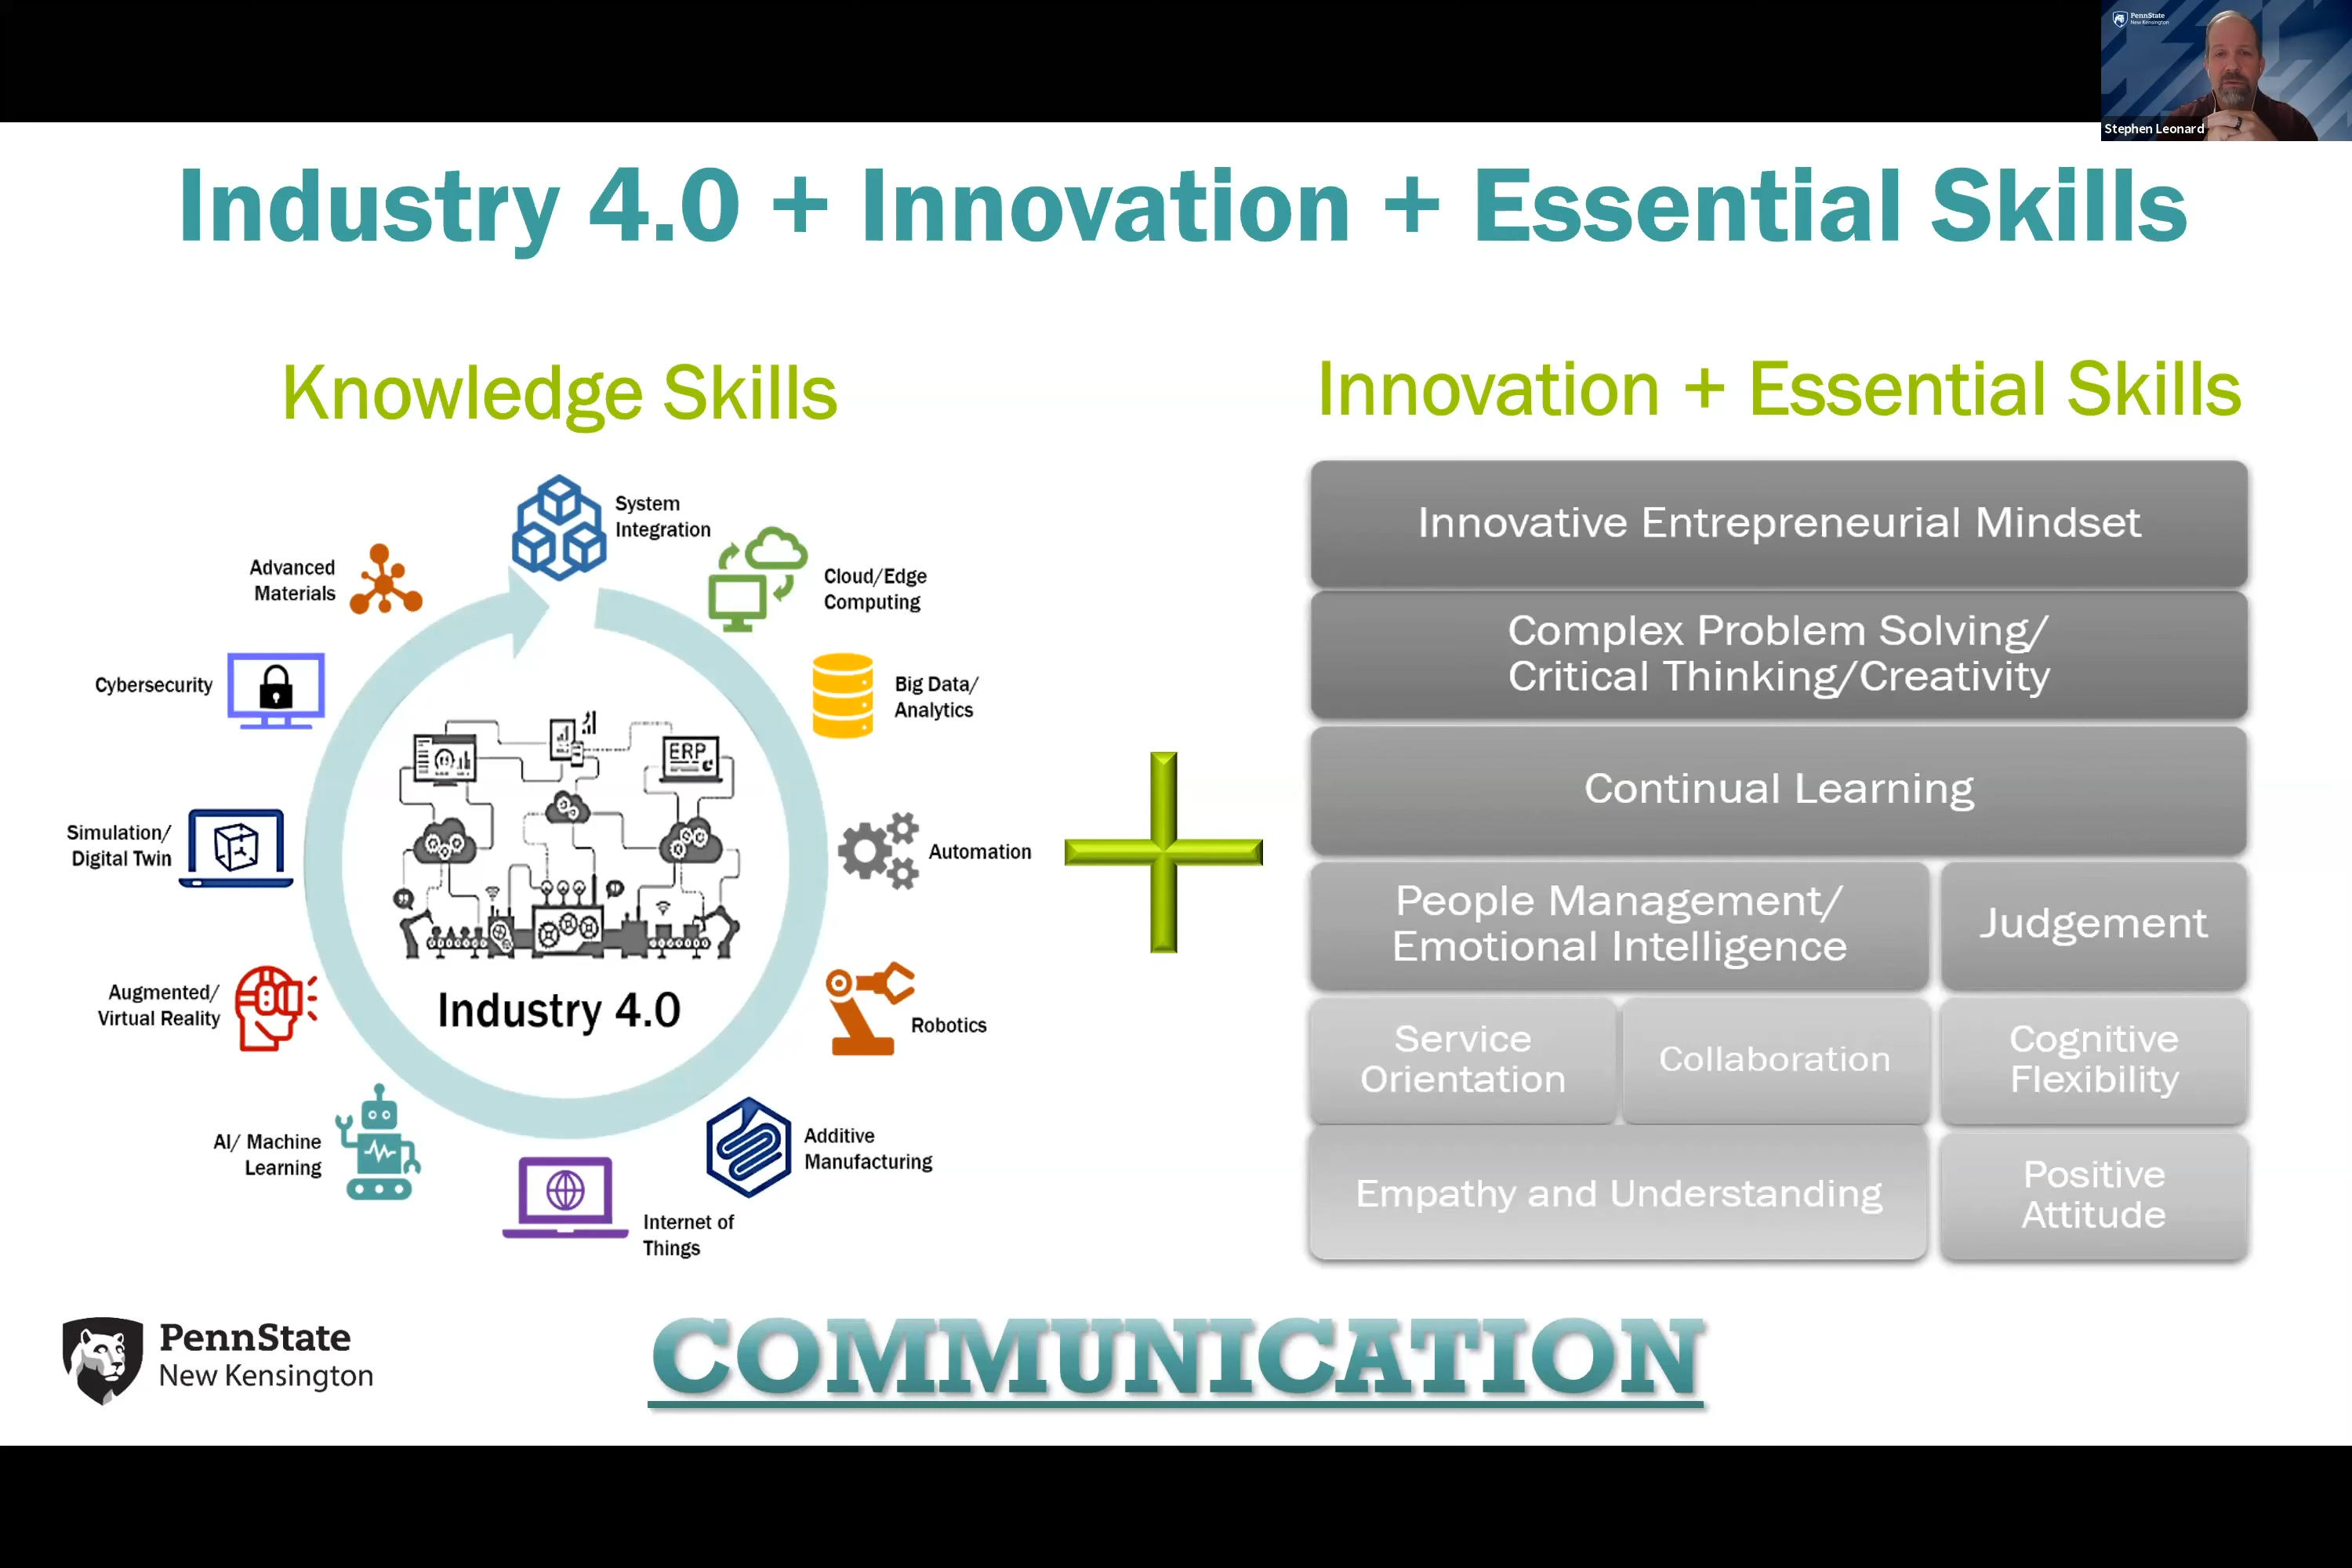 PennState
New Kensington
Stephen Leonard
Industry 4.0 + Innovation + Essential Skills
Knowledge Skills
System
Integration
Cloud/Edge
Computing
Big Data/
Analytics
Automation
Robotics
Additive
Manufacturing
Internet of
Things
AI/ Machine
Learning
Augmented/
Virtual Reality
Simulation/
Digital Twin
Cybersecurity
Advanced
Materials
ERP
Industry 4.0
Innovation + Essential Skills
Innovative Entrepreneurial Mindset
Complex Problem Solving/
Critical Thinking/Creativity
Continual Learning
People Management/
Emotional Intelligence
Judgement
Service
Orientation
Collaboration
Cognitive
Flexibility
Empathy and Understanding
Positive
Attitude
PennState
New Kensington
COMMUNICATION